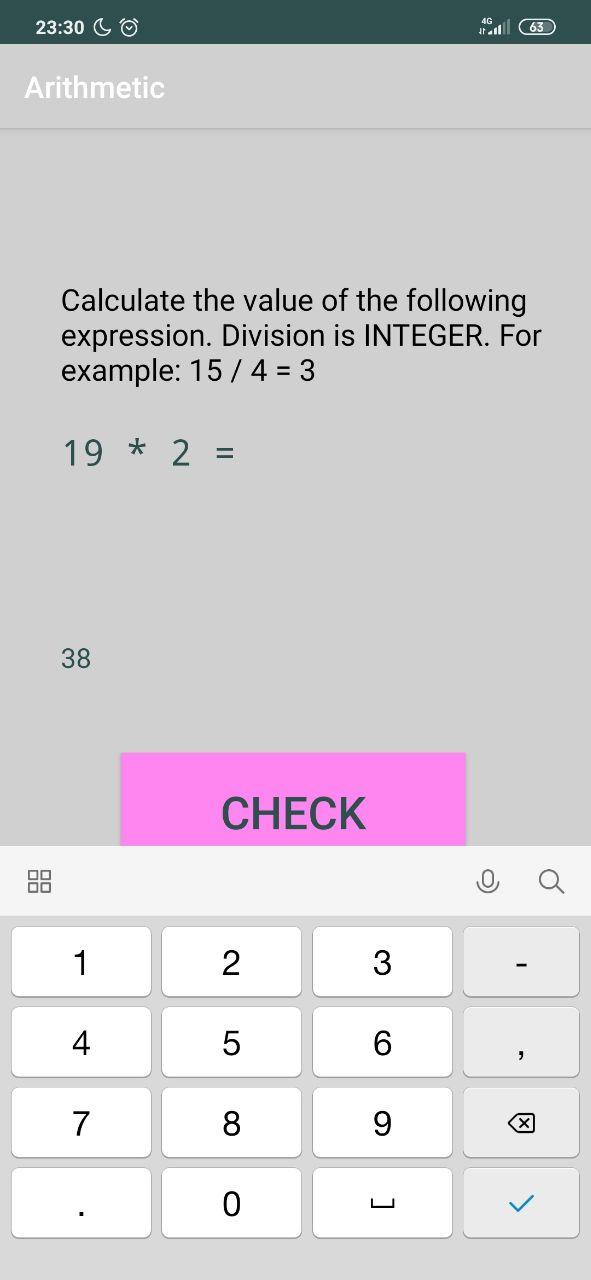 23:30 4G 63
Arithmetic
Calculate the value of the following
expression. Division is INTEGER. For
example: 15 / 4 = 3
19 * 2 =
38
CHECK
1 2 3 -
4 5 6 ,
7 8 9
. 0